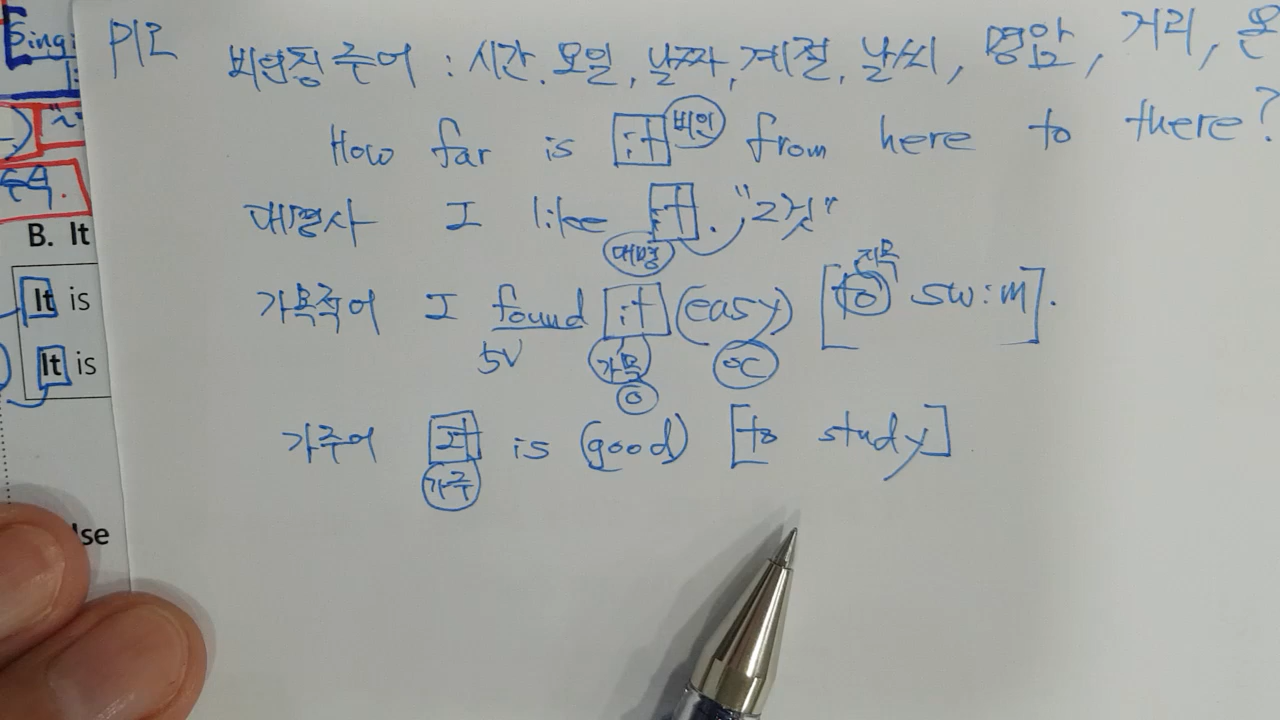 P12
비인칭 주어 : 시간, 요일, 날짜, 계절, 날씨, 명암, 거리, 온
How far is it 비인 from here to there?
대명사 I like it. "그것"
대명
지목
가목적어 I found it (easy) [to swim].
5V 가목 OC
O
가주어 It is (good) [to study]
가주
B. It
It is
It is
lse